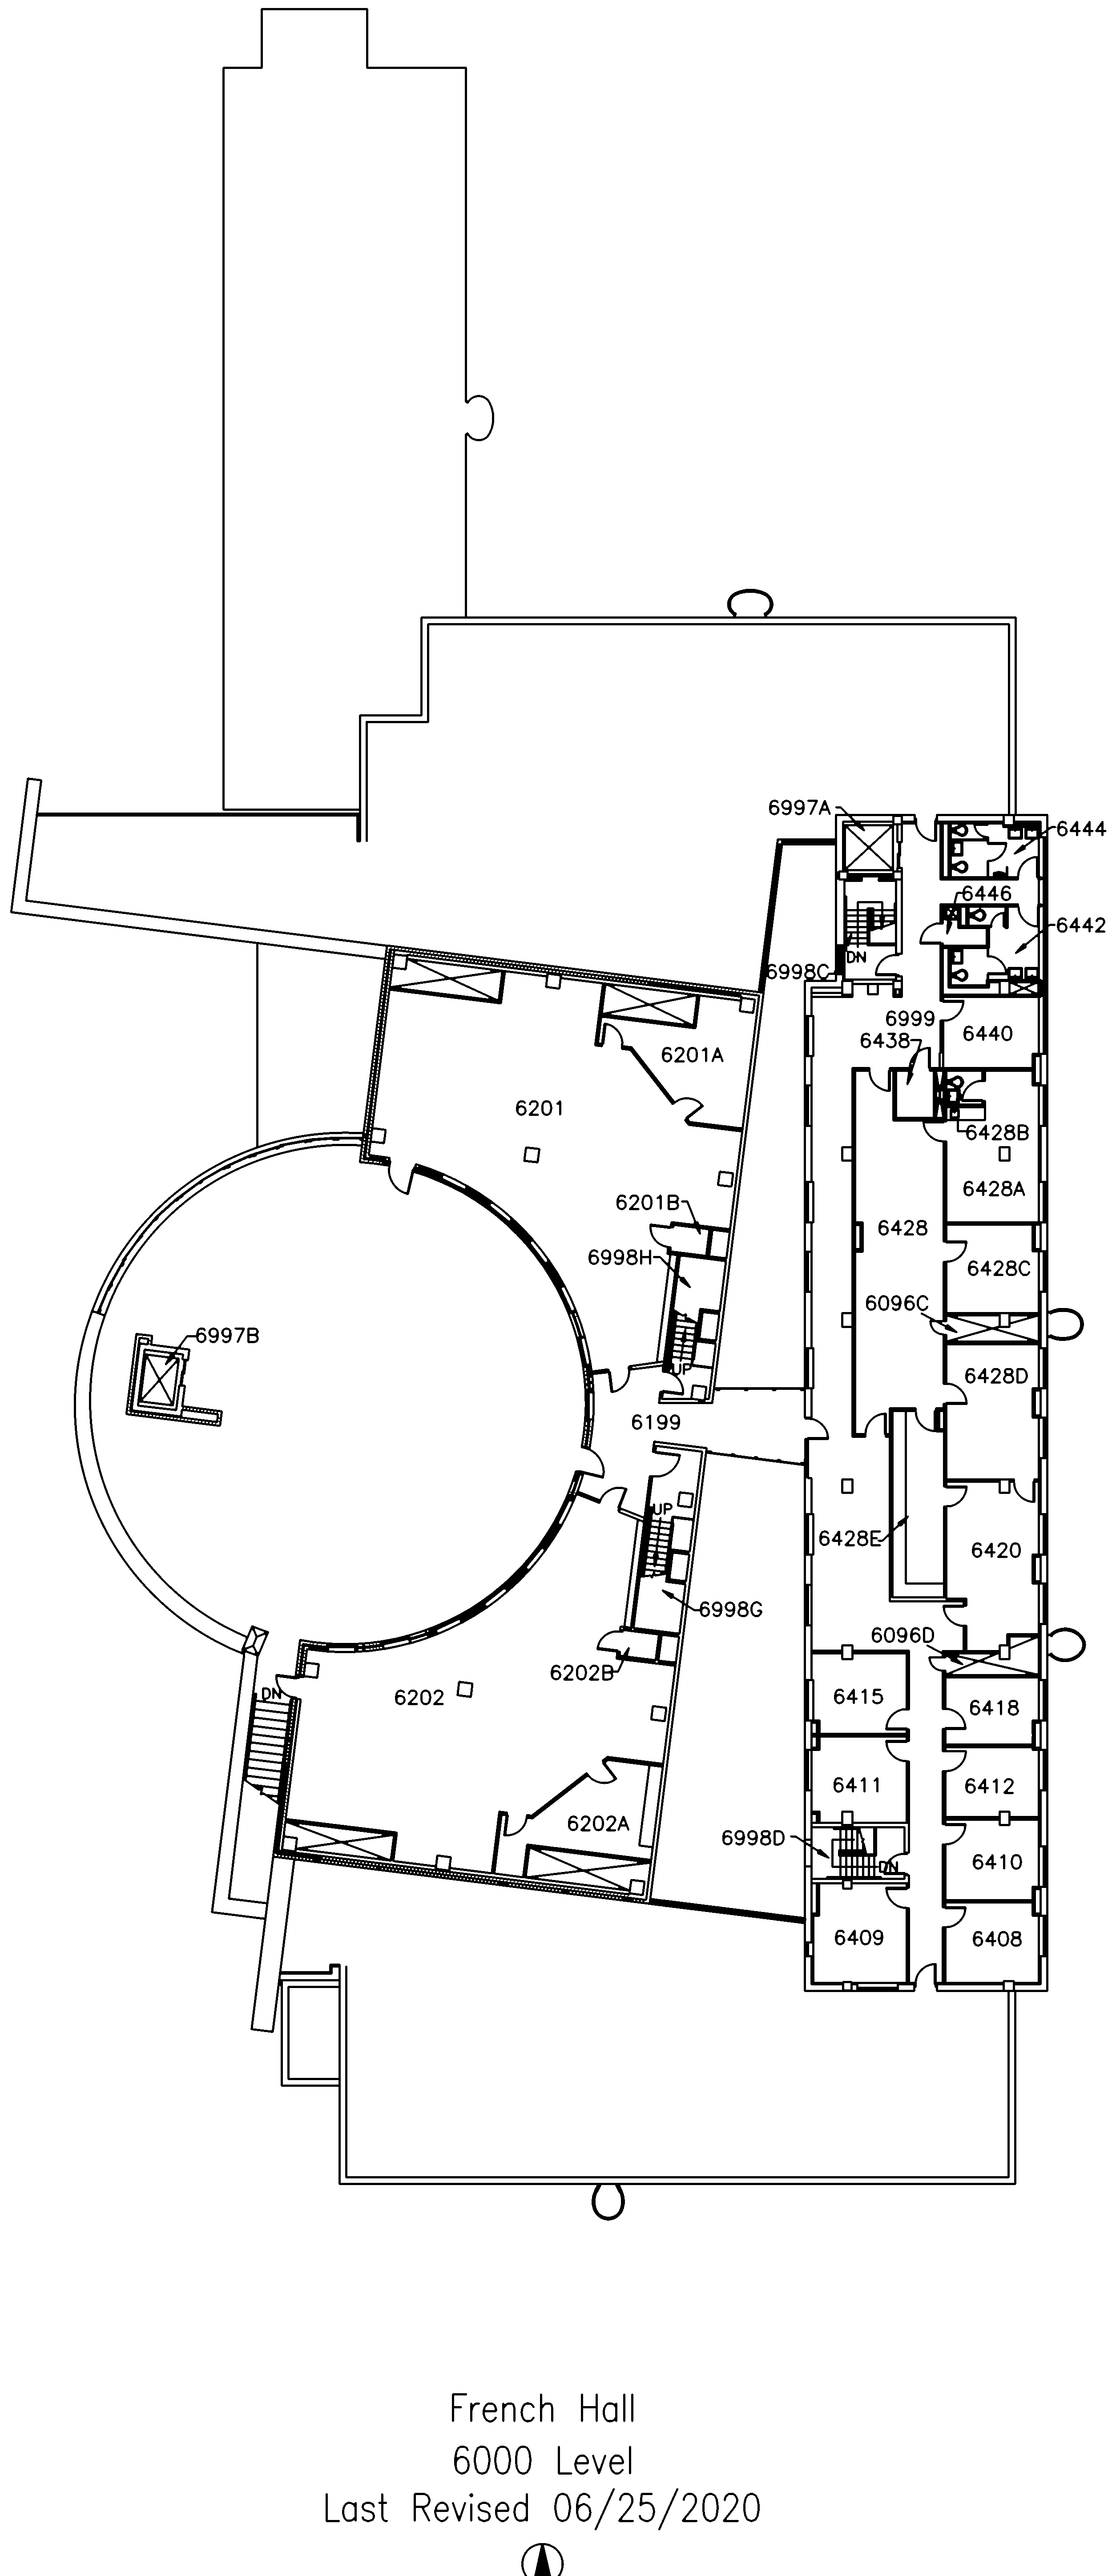 6997A
6444
6446
6442
DN
6998C
6999
6440
6438
6201A
6201
6428B
6428A
6201B
6428
6998H
6428C
6096C
6997B
UP
6428D
6199
UP
6428E
6420
6998G
6096D
6202B
DN
6202
6415
6418
6411
6412
6202A
6998D
DN
6410
6409
6408
French Hall
6000 Level
Last Revised 06/25/2020